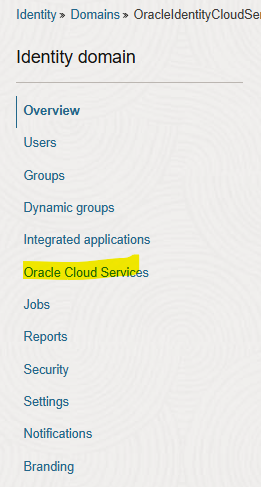 Identity » Domains » OracleIdentityCloudSer
Identity domain
Overview
Users
Groups
Dynamic groups
Integrated applications
Oracle Cloud Services
Jobs
Reports
Security
Settings
Notifications
Branding